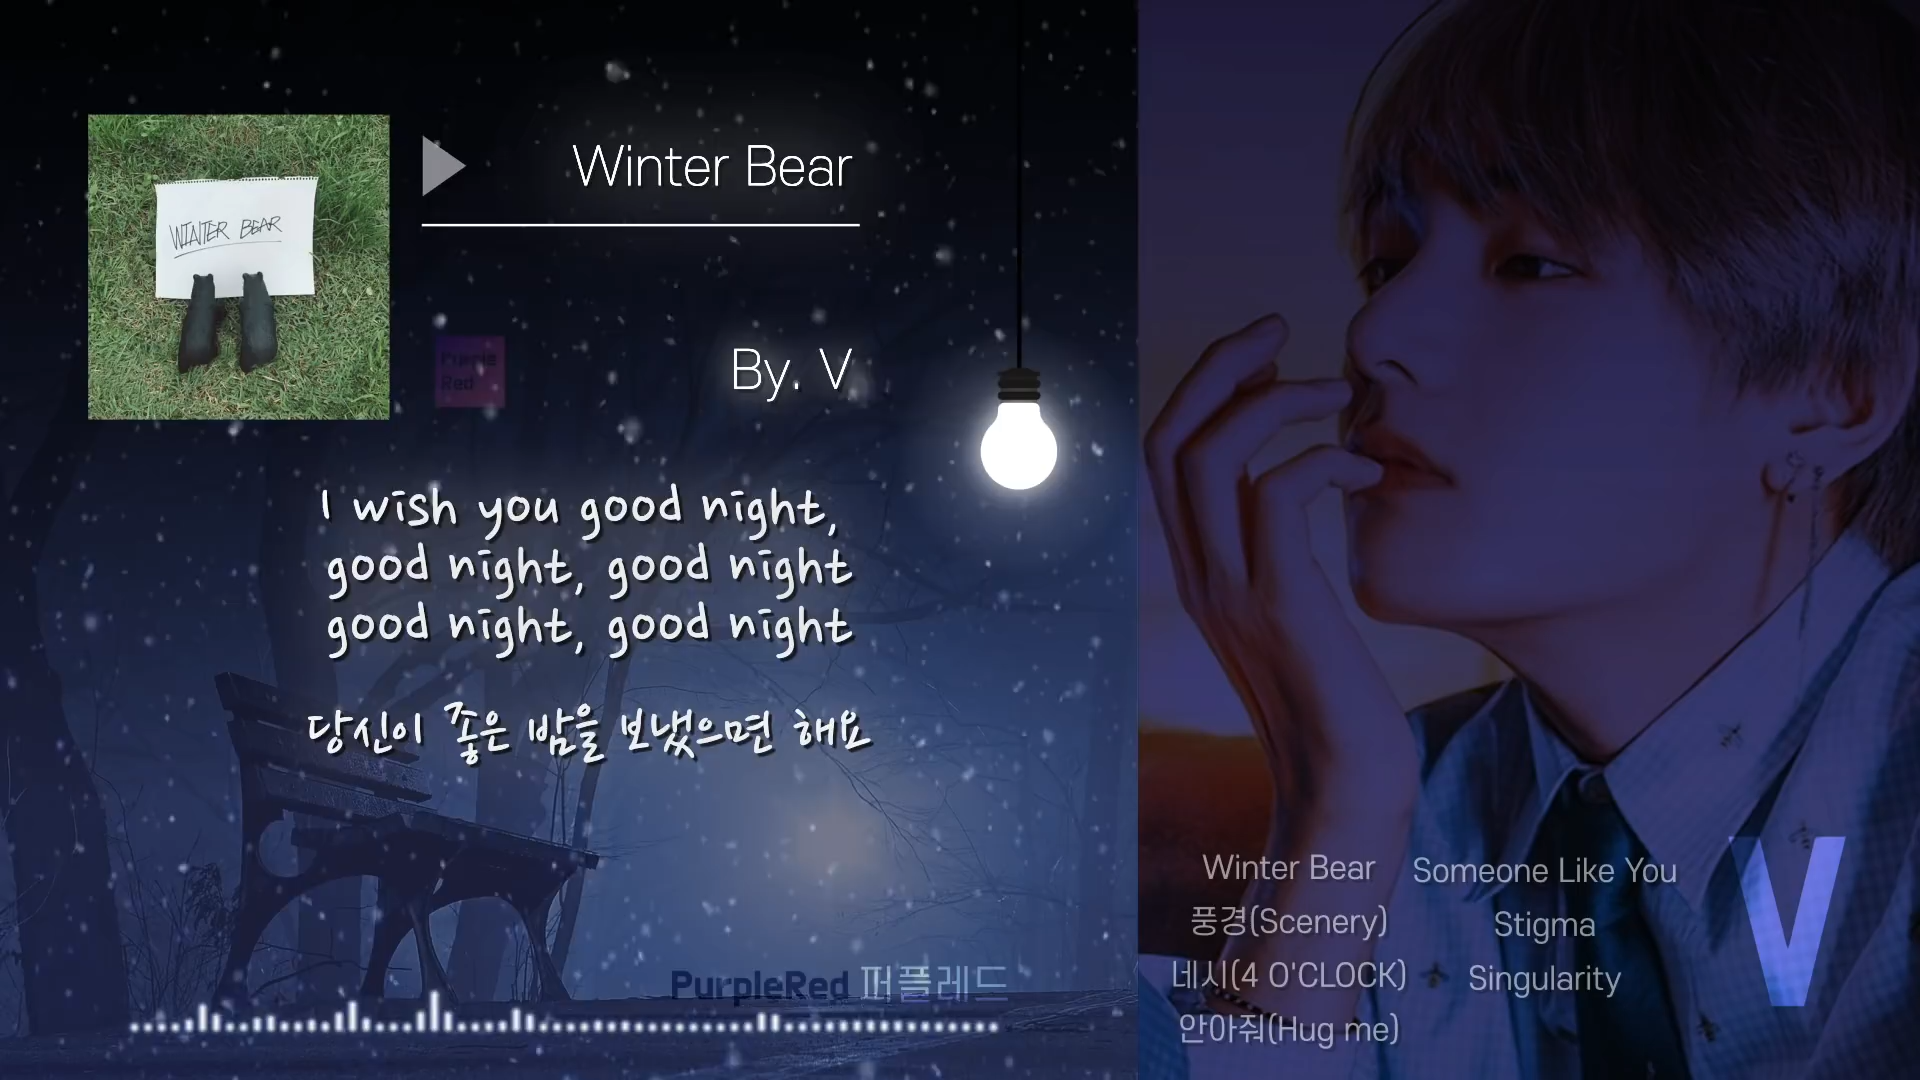 WINTER BEAR
Winter Bear
By. V
Purple
Red
I wish you good night,
good night, good night
good night, good night
당신이 좋은 밤을 보냈으면 해요
PurpleRed 퍼플레드
Winter Bear
풍경(Scenery)
네시(4 O'CLOCK)
안아줘(Hug me)
Someone Like You
Stigma
Singularity
V